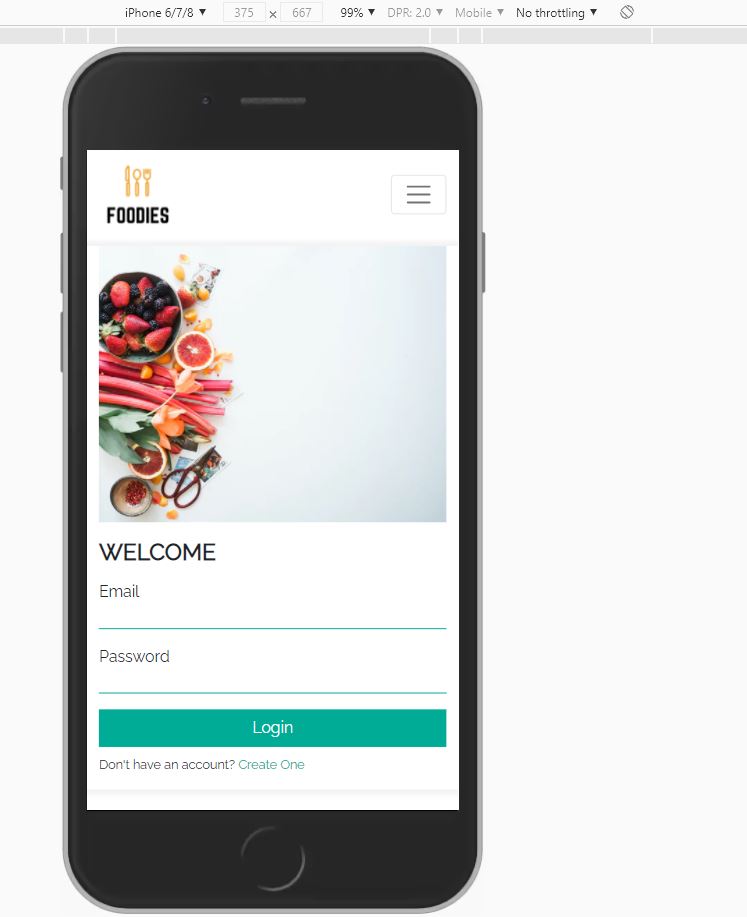 iPhone 6/7/8 ▼ 375 × 667 99% ▼ DPR: 2.0 ▼ Mobile ▼ No throttling ▼
FOODIES
WELCOME
Email
Password
Login
Don't have an account? Create One